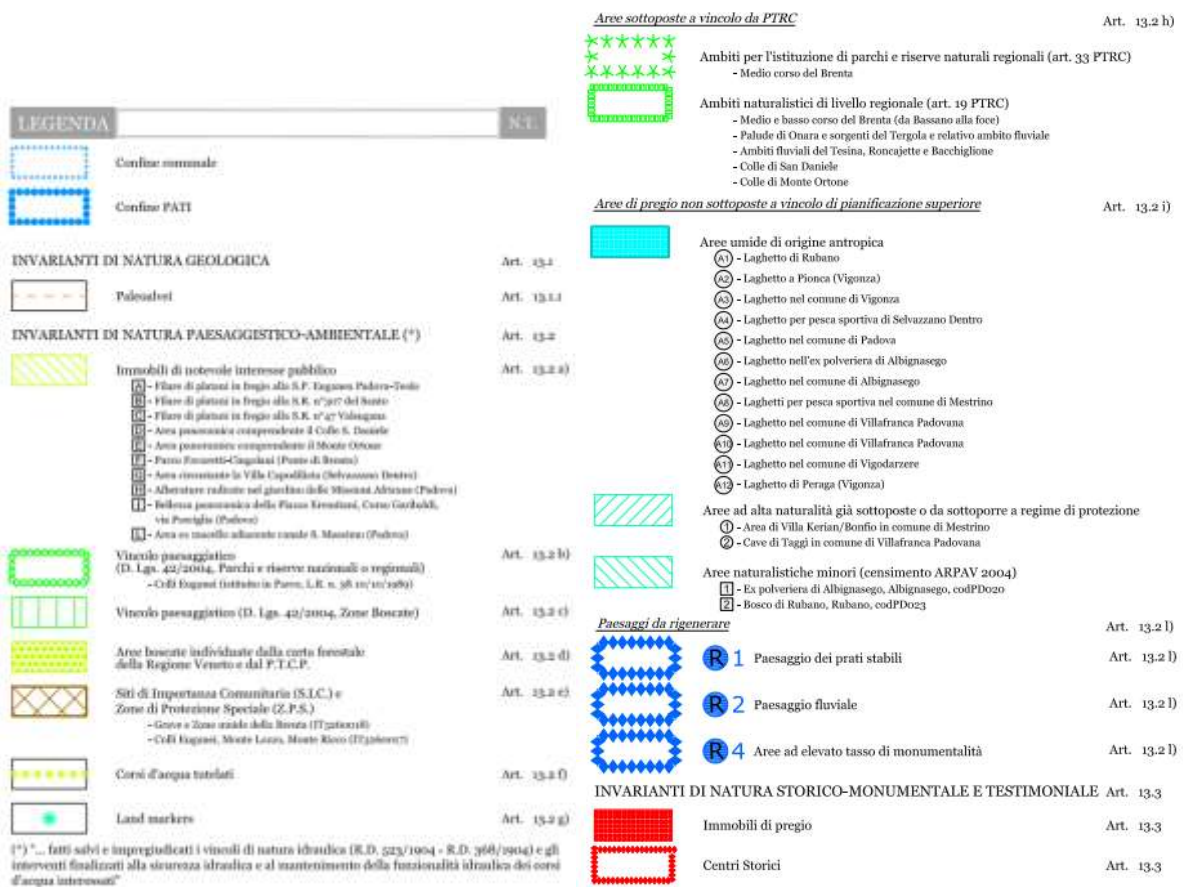 LEGENDA N.T.
Confine comunale
Confine PATI
INVARIANTI DI NATURA GEOLOGICA Art. 13.1
Paleoalvei Art. 13.1.1
INVARIANTI DI NATURA PAESAGGISTICO-AMBIENTALE (*) Art. 13.2
Immobili di notevole interesse pubblico Art. 13.2 a)
A - Filare di platani in fregio alla S.P. Euganea Padova-Teolo
B - Filare di platani in fregio alla S.R. n°307 del Santo
C - Filare di platani in fregio alla S.R. n°47 Valsugana
D - Area panoramica comprendente il Colle S. Daniele
E - Area panoramica comprendente il Monte Ortone
F - Parco (Ponte di Brenta)
G - Area circostante la Villa Capodilista (Selvazzano Dentro)
H - Alberature radicate nel giardino delle Missioni Africane (Padova)
I - Bellezza panoramica della Piazza Eremitani, Corso Garibaldi,
via Porciglia (Padova)
L - Area ex macello adiacente canale S. Massimo (Padova)
Vincolo paesaggistico Art. 13.2 b)
(D. Lgs. 42/2004, Parchi e riserve nazionali o regionali)
- Colli Euganei (istituito in Parco, L.R. n. 38 10/10/1989)
Vincolo paesaggistico (D. Lgs. 42/2004, Zone Boscate) Art. 13.2 c)
Aree boscate individuate dalla carta forestale Art. 13.2 d)
della Regione Veneto e dal P.T.C.P.
Siti di Importanza Comunitaria (S.I.C.) e Art. 13.2 e)
Zone di Protezione Speciale (Z.P.S.)
- Grave e Zone umide della Brenta (IT3260018)
- Colli Euganei, Monte Lozzo, Monte Ricco (IT3260017)
Corsi d'acqua tutelati Art. 13.2 f)
Land markers Art. 13.2 g)
(*) "... fatti salvi e impregiudicati i vincoli di natura idraulica (R.D. 523/1904 - R.D. 368/1904) e gli
interventi finalizzati alla sicurezza idraulica e al mantenimento della funzionalità idraulica dei corsi
d'acqua interessati"
Aree sottoposte a vincolo da PTRC Art. 13.2 h)
Ambiti per l'istituzione di parchi e riserve naturali regionali (art. 33 PTRC)
- Medio corso del Brenta
Ambiti naturalistici di livello regionale (art. 19 PTRC)
- Medio e basso corso del Brenta (da Bassano alla foce)
- Palude di Onara e sorgenti del Tergola e relativo ambito fluviale
- Ambiti fluviali del Tesina, Roncajette e Bacchiglione
- Colle di San Daniele
- Colle di Monte Ortone
Aree di pregio non sottoposte a vincolo di pianificazione superiore Art. 13.2 i)
Aree umide di origine antropica
A1 - Laghetto di Rubano
A2 - Laghetto a Pionca (Vigonza)
A3 - Laghetto nel comune di Vigonza
A4 - Laghetto per pesca sportiva di Selvazzano Dentro
A5 - Laghetto nel comune di Padova
A6 - Laghetto nell'ex polveriera di Albignasego
A7 - Laghetto nel comune di Albignasego
A8 - Laghetti per pesca sportiva nel comune di Mestrino
A9 - Laghetto nel comune di Villafranca Padovana
A10 - Laghetto nel comune di Villafranca Padovana
A11 - Laghetto nel comune di Vigodarzere
A12 - Laghetto di Peraga (Vigonza)
Aree ad alta naturalità già sottoposte o da sottoporre a regime di protezione
1 - Area di Villa Kerian/Bonfio in comune di Mestrino
2 - Cave di Taggì in comune di Villafranca Padovana
Aree naturalistiche minori (censimento ARPAV 2004)
1 - Ex polveriera di Albignasego, Albignasego, codPD020
2 - Bosco di Rubano, Rubano, codPD023
Paesaggi da rigenerare Art. 13.2 l)
R 1 Paesaggio dei prati stabili Art. 13.2 l)
R 2 Paesaggio fluviale Art. 13.2 l)
R 4 Aree ad elevato tasso di monumentalità Art. 13.2 l)
INVARIANTI DI NATURA STORICO-MONUMENTALE E TESTIMONIALE Art. 13.3
Immobili di pregio Art. 13.3
Centri Storici Art. 13.3